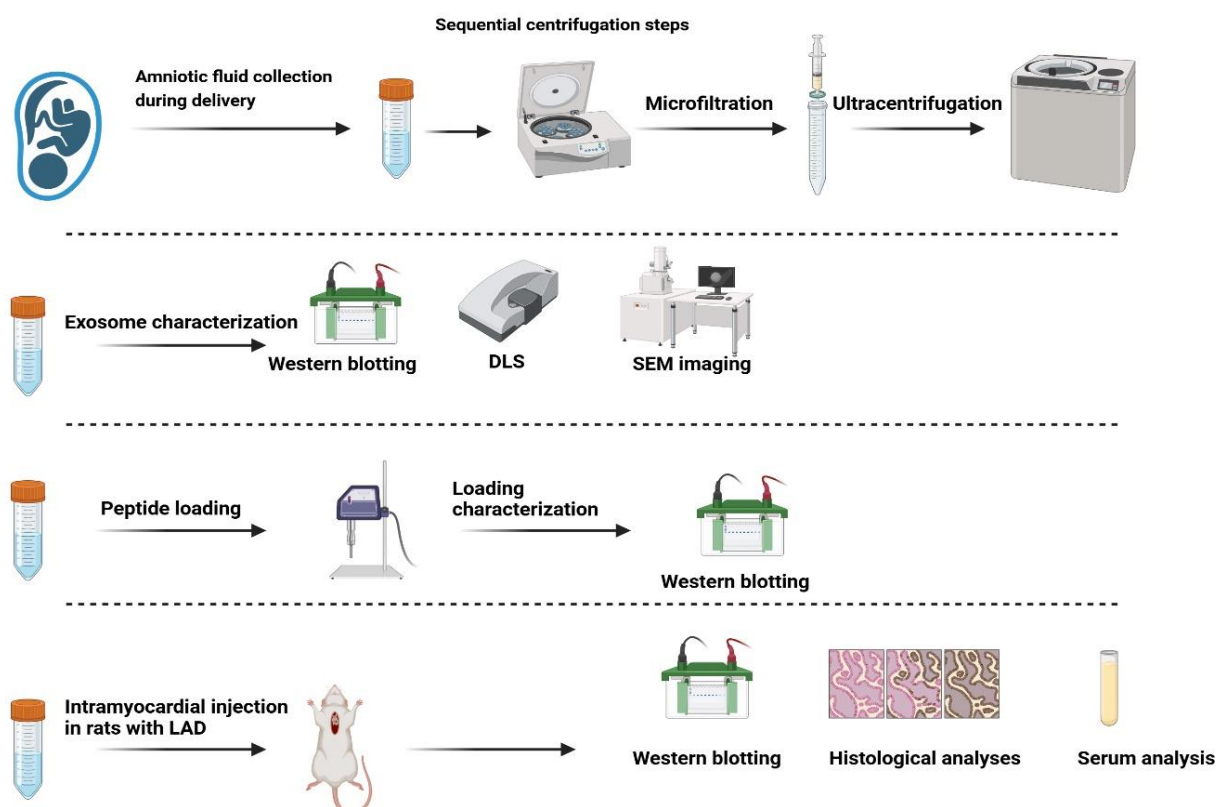 Sequential centrifugation steps
Amniotic fluid collection
during delivery
Microfiltration
Ultracentrifugation
Exosome characterization
Western blotting
DLS
SEM imaging
Peptide loading
Loading
characterization
Western blotting
Intramyocardial injection
in rats with LAD
Western blotting
Histological analyses
Serum analysis